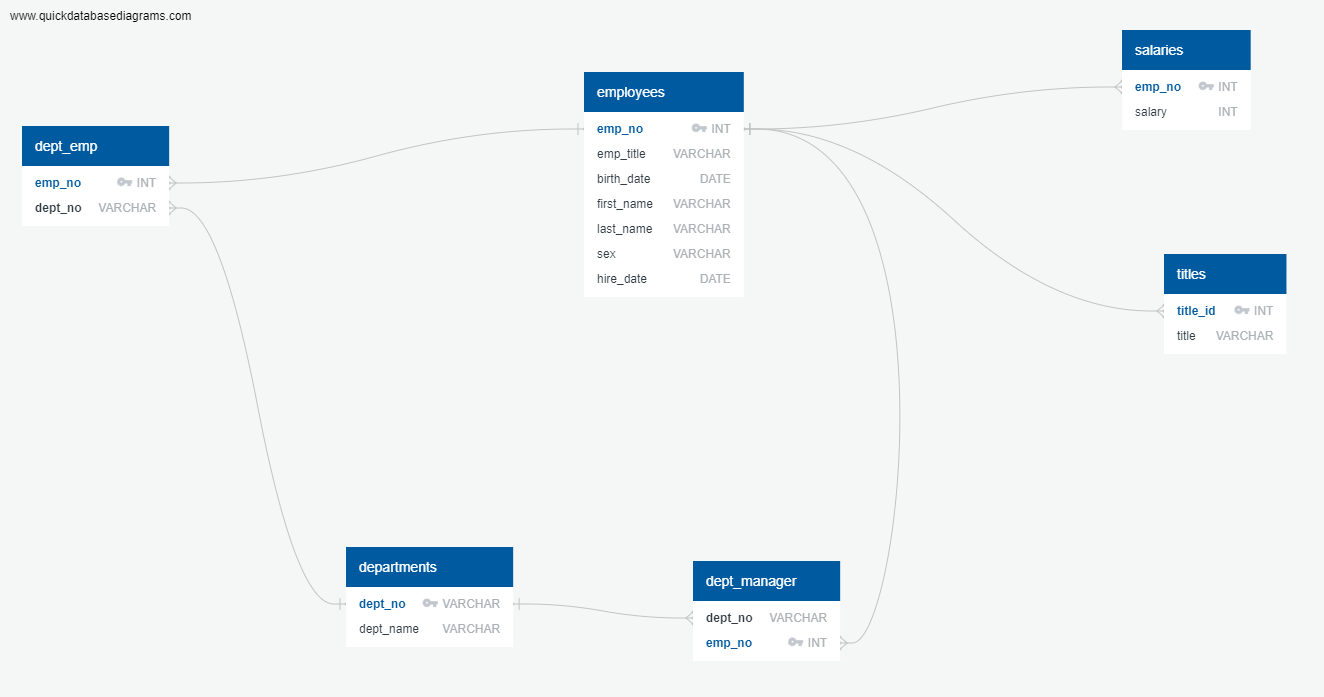 www.quickdatabasediagrams.com
salaries
emp_no INT
salary INT
employees
emp_no INT
emp_title VARCHAR
birth_date DATE
first_name VARCHAR
last_name VARCHAR
sex VARCHAR
hire_date DATE
dept_emp
emp_no INT
dept_no VARCHAR
titles
title_id INT
title VARCHAR
departments
dept_no VARCHAR
dept_name VARCHAR
dept_manager
dept_no VARCHAR
emp_no INT